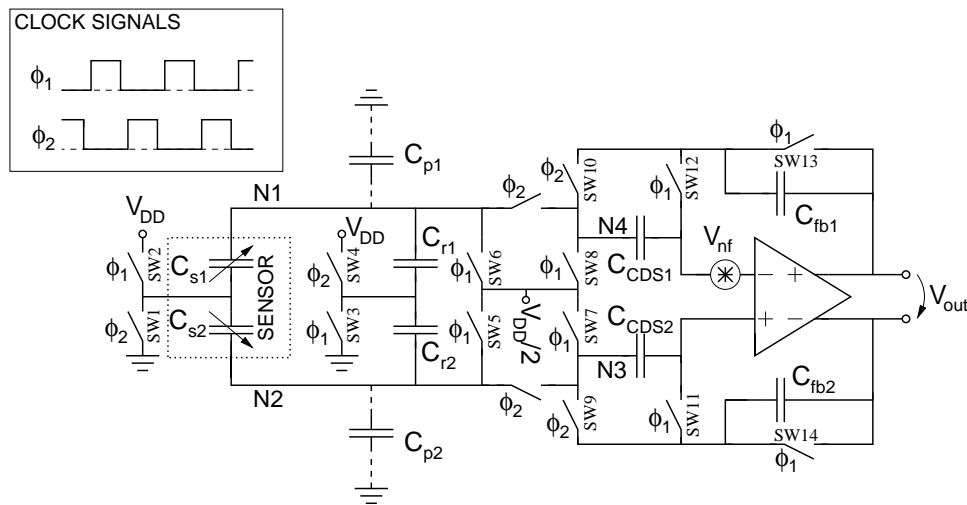 CLOCK SIGNALS
ϕ1
ϕ2
Cp1
N1
VDD
ϕ1
SW2
Cs1
ϕ2
SW1
Cs2
SENSOR
VDD
ϕ2
SW4
ϕ1
SW3
Cr1
Cr2
N2
Cp2
ϕ2
ϕ1
SW6
ϕ1
SW5
VDD/2
ϕ2
ϕ2
SW10
ϕ1
SW8
ϕ1
SW7
ϕ2
SW9
N4
CCDS1
CCDS2
N3
ϕ1
SW12
ϕ1
SW11
Vnf
ϕ1
SW13
Cfb1
− +
+ −
Vout
Cfb2
SW14
ϕ1